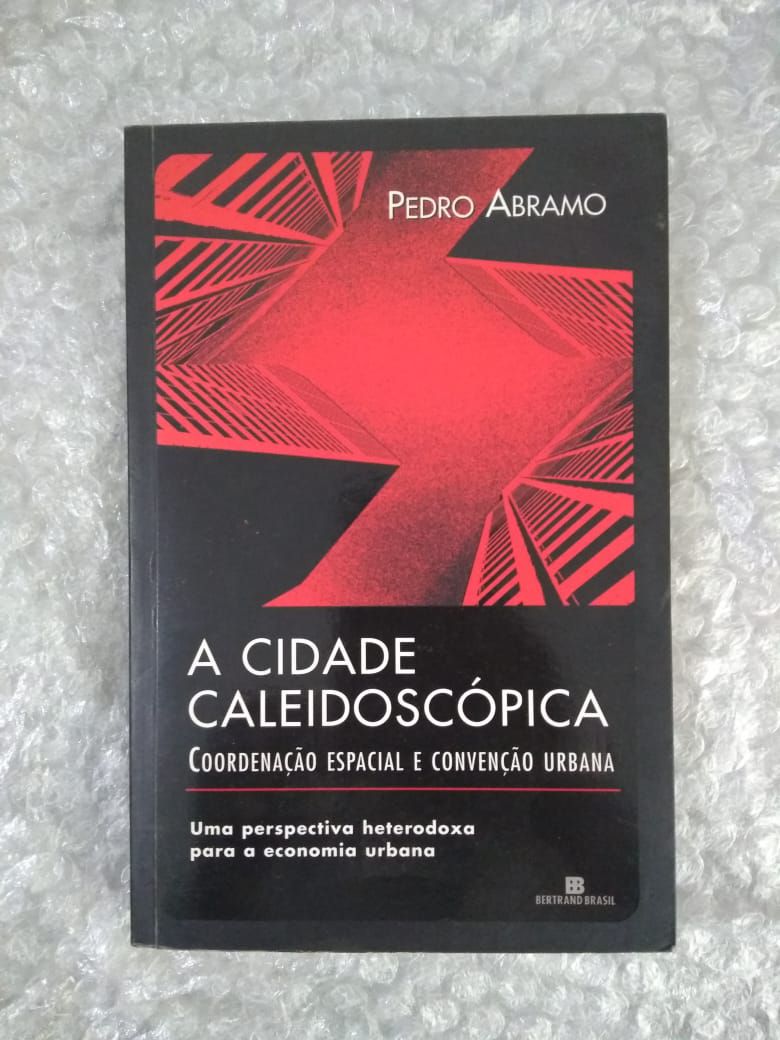 PEDRO ABRAMO
A CIDADE
CALEIDOSCÓPICA
COORDENAÇÃO ESPACIAL E CONVENÇÃO URBANA
Uma perspectiva heterodoxa
para a economia urbana
BB
BERTRAND BRASIL